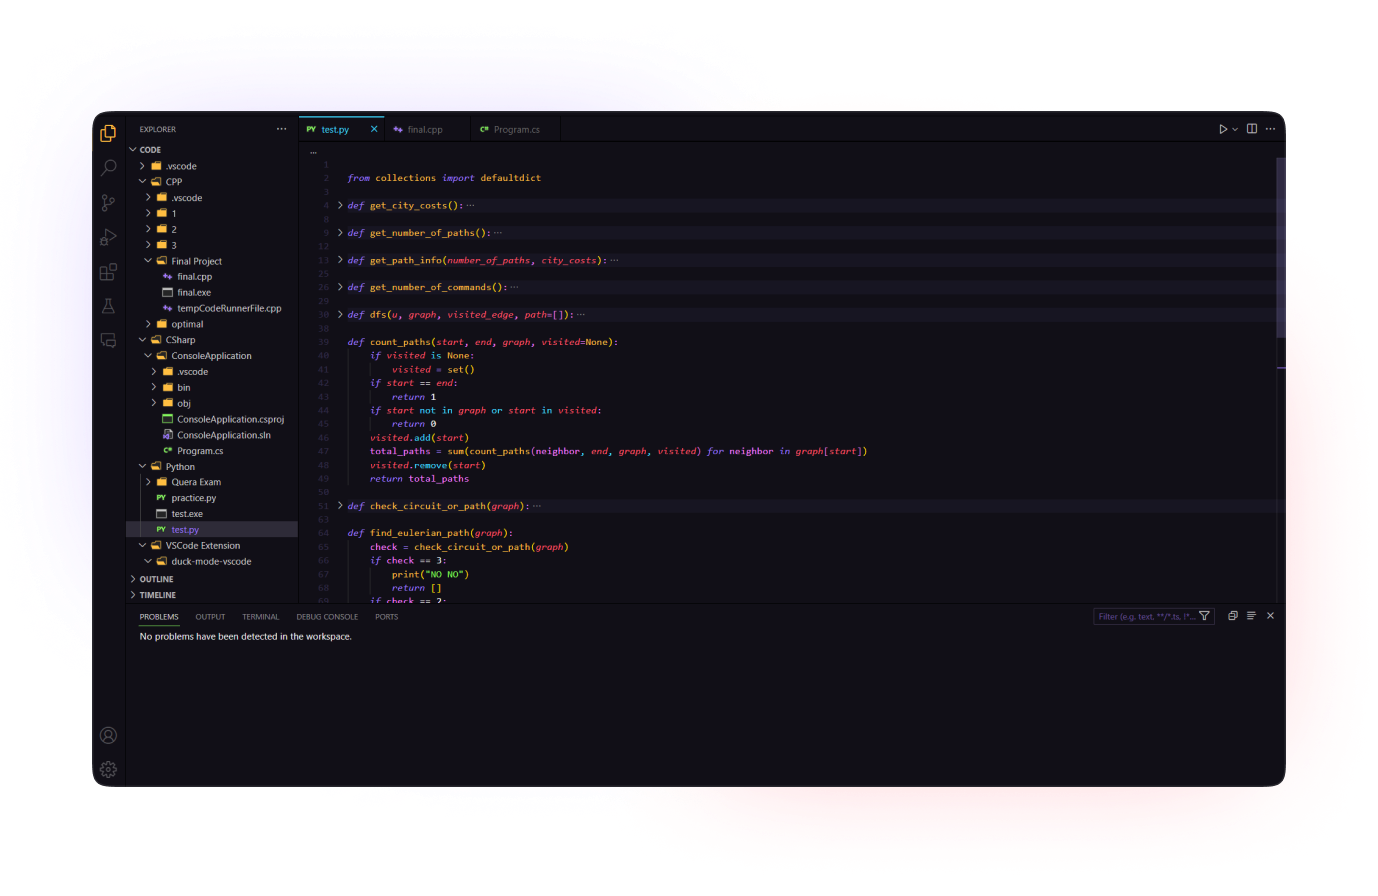 EXPLORER ...
CODE
.vscode
CPP
.vscode
1
2
3
Final Project
final.cpp
final.exe
tempCodeRunnerFile.cpp
optimal
CSharp
ConsoleApplication
.vscode
bin
obj
ConsoleApplication.csproj
ConsoleApplication.sln
C# Program.cs
Python
Quera Exam
PY practice.py
test.exe
PY test.py
VSCode Extension
duck-mode-vscode
OUTLINE
TIMELINE
PY test.py × final.cpp C# Program.cs
...
1
2 from collections import defaultdict
3
4 > def get_city_costs(): ...
8
9 > def get_number_of_paths(): ...
12
13 > def get_path_info(number_of_paths, city_costs): ...
25
26 > def get_number_of_commands(): ...
29
30 > def dfs(u, graph, visited_edge, path=[]): ...
38
39 def count_paths(start, end, graph, visited=None):
40 if visited is None:
41 visited = set()
42 if start == end:
43 return 1
44 if start not in graph or start in visited:
45 return 0
46 visited.add(start)
47 total_paths = sum(count_paths(neighbor, end, graph, visited) for neighbor in graph[start])
48 visited.remove(start)
49 return total_paths
50
51 > def check_circuit_or_path(graph): ...
63
64 def find_eulerian_path(graph):
65 check = check_circuit_or_path(graph)
66 if check == 3:
67 print("NO NO")
68 return []
69 if check == 2:
PROBLEMS OUTPUT TERMINAL DEBUG CONSOLE PORTS Filter (e.g. text, **/*.ts, !*...
No problems have been detected in the workspace.